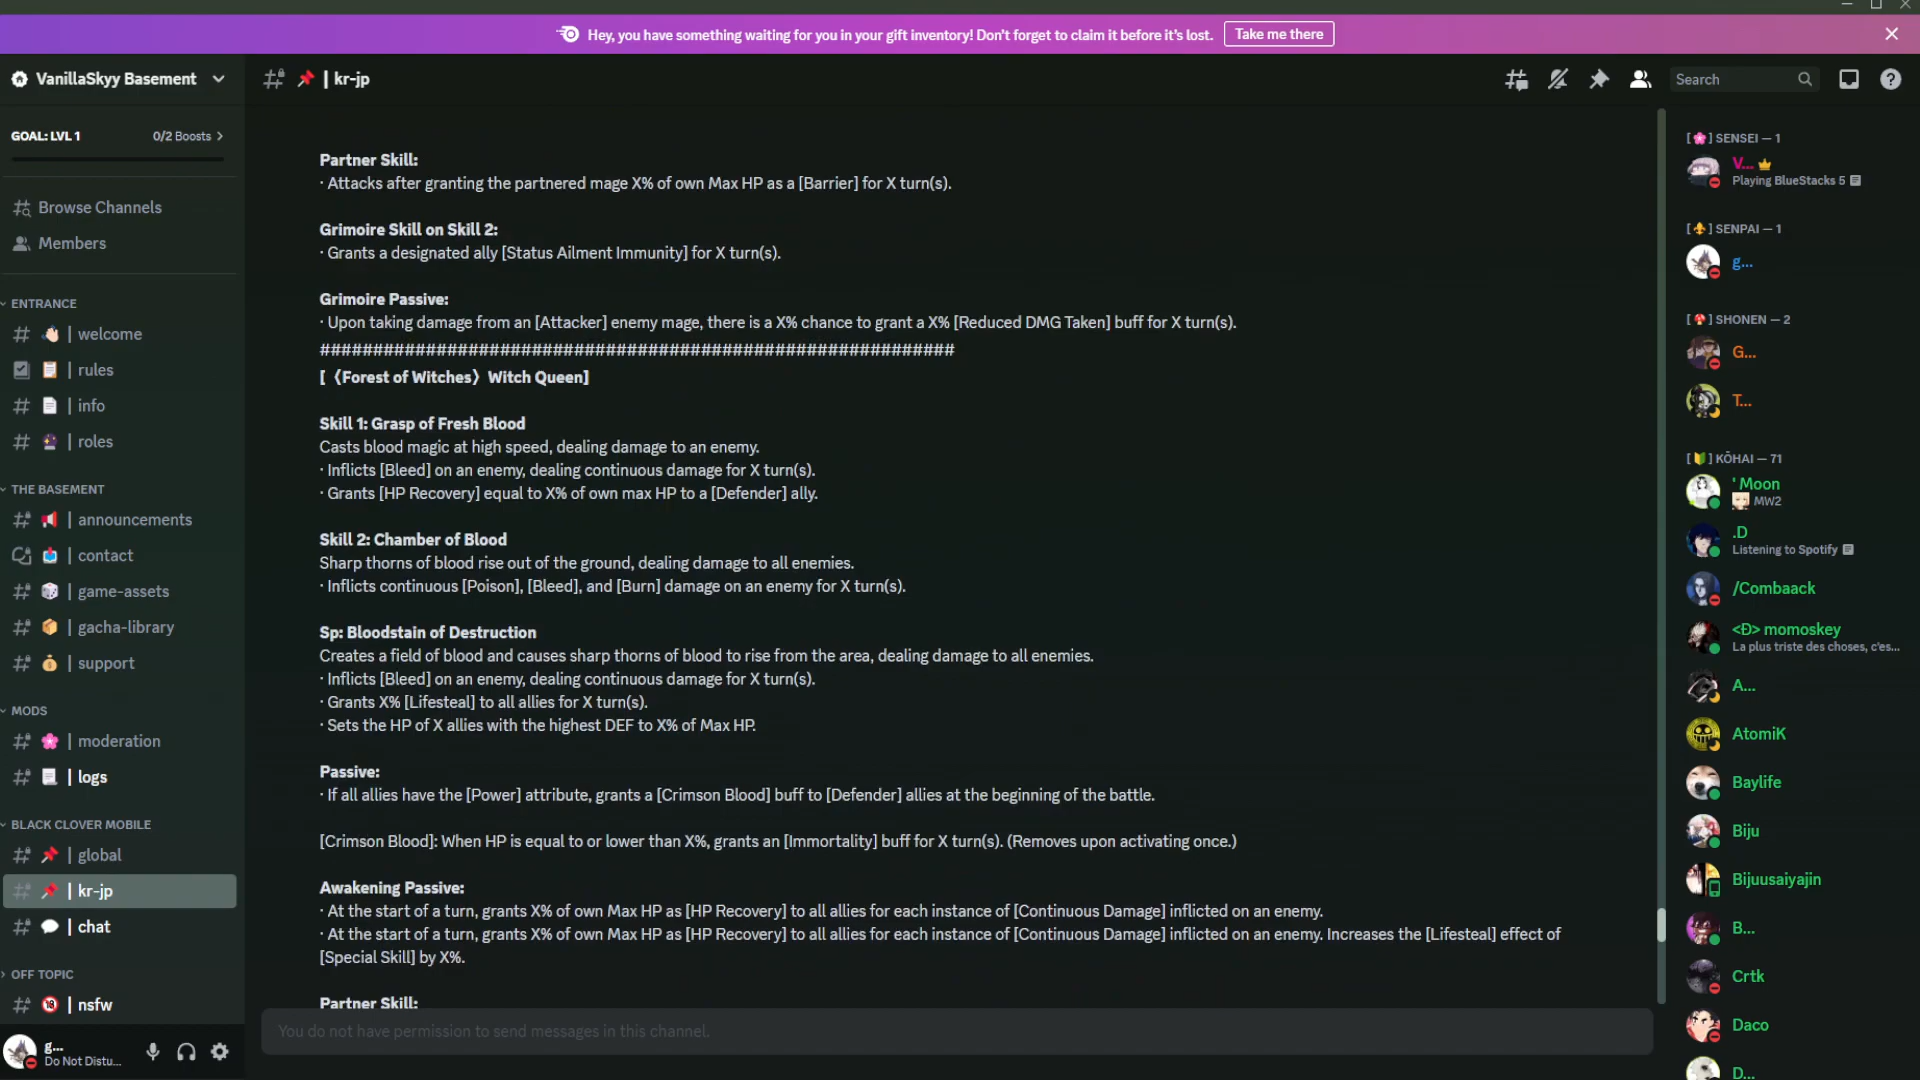 Hey, you have something waiting for you in your gift inventory! Don't forget to claim it before it's lost.
Take me there
VanillaSkyy Basement
GOAL: LVL 1
0/2 Boosts
Browse Channels
Members
ENTRANCE
| welcome
| rules
| info
| roles
THE BASEMENT
| announcements
| contact
| game-assets
| gacha-library
| support
MODS
| moderation
| logs
BLACK CLOVER MOBILE
| global
| kr-jp
| chat
OFF TOPIC
| nsfw
g...
Do Not Distu...
| kr-jp
Search
Partner Skill:
· Attacks after granting the partnered mage X% of own Max HP as a [Barrier] for X turn(s).
Grimoire Skill on Skill 2:
· Grants a designated ally [Status Ailment Immunity] for X turn(s).
Grimoire Passive:
· Upon taking damage from an [Attacker] enemy mage, there is a X% chance to grant a X% [Reduced DMG Taken] buff for X turn(s).
############################################################
[《Forest of Witches》Witch Queen]
Skill 1: Grasp of Fresh Blood
Casts blood magic at high speed, dealing damage to an enemy.
· Inflicts [Bleed] on an enemy, dealing continuous damage for X turn(s).
· Grants [HP Recovery] equal to X% of own max HP to a [Defender] ally.
Skill 2: Chamber of Blood
Sharp thorns of blood rise out of the ground, dealing damage to all enemies.
· Inflicts continuous [Poison], [Bleed], and [Burn] damage on an enemy for X turn(s).
Sp: Bloodstain of Destruction
Creates a field of blood and causes sharp thorns of blood to rise from the area, dealing damage to all enemies.
· Inflicts [Bleed] on an enemy, dealing continuous damage for X turn(s).
· Grants X% [Lifesteal] to all allies for X turn(s).
· Sets the HP of X allies with the highest DEF to X% of Max HP.
Passive:
· If all allies have the [Power] attribute, grants a [Crimson Blood] buff to [Defender] allies at the beginning of the battle.
[Crimson Blood]: When HP is equal to or lower than X%, grants an [Immortality] buff for X turn(s). (Removes upon activating once.)
Awakening Passive:
· At the start of a turn, grants X% of own Max HP as [HP Recovery] to all allies for each instance of [Continuous Damage] inflicted on an enemy.
· At the start of a turn, grants X% of own Max HP as [HP Recovery] to all allies for each instance of [Continuous Damage] inflicted on an enemy. Increases the [Lifesteal] effect of
[Special Skill] by X%.
Partner Skill:
You do not have permission to send messages in this channel.
[🌸] SENSEI — 1
V...
Playing BlueStacks 5
[⚜️] SENPAI — 1
g...
[🍄] SHONEN — 2
G...
T...
[🔰] KŌHAI — 71
' Moon
MW2
.D
Listening to Spotify
/Combaack
<Đ> momoskey
La plus triste des choses, c'es...
A...
AtomiK
Baylife
Biju
Bijuusaiyajin
B...
Crtk
Daco
D...